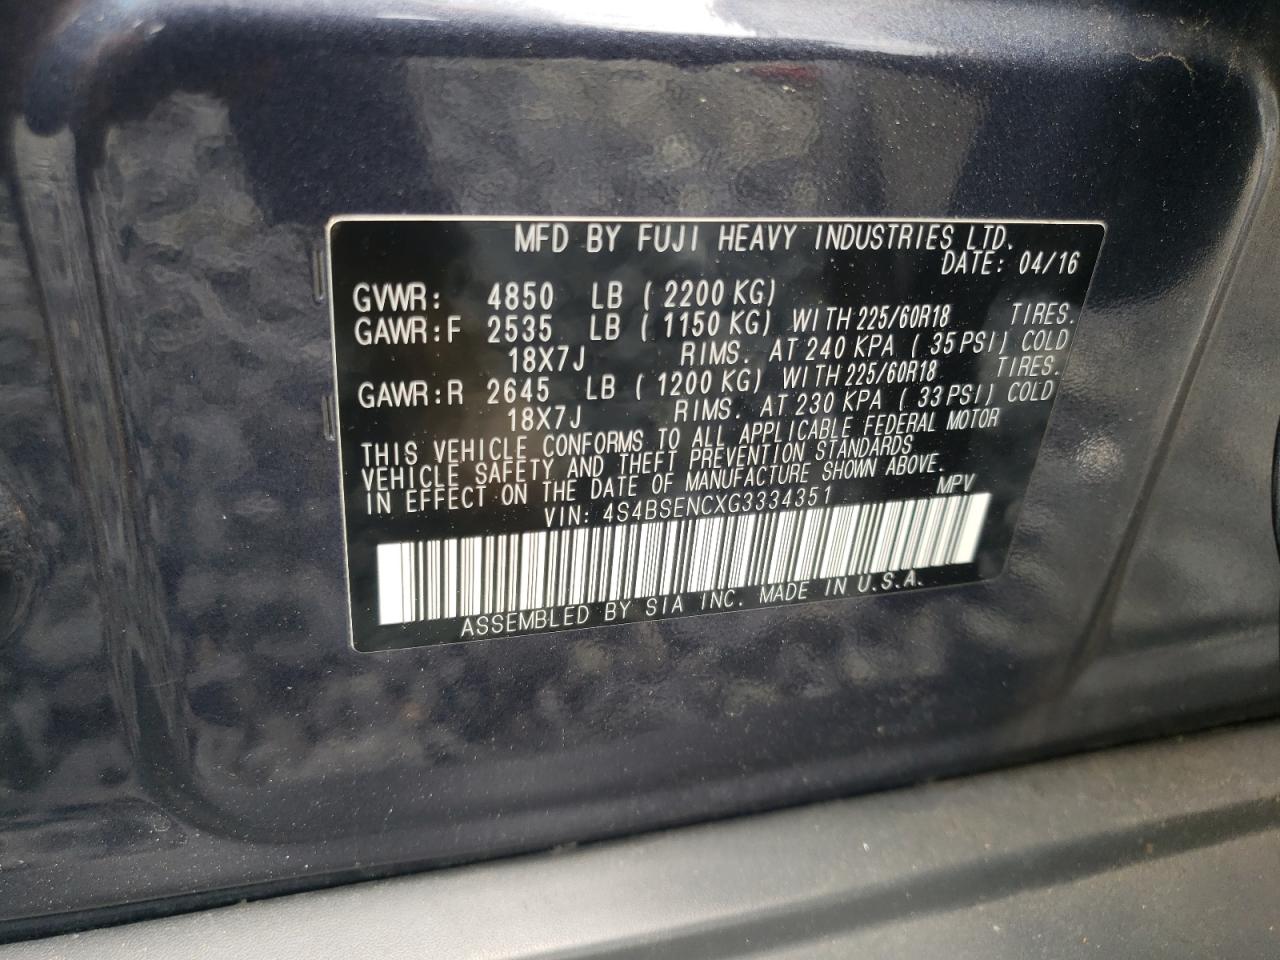 MFD BY FUJI HEAVY INDUSTRIES LTD.
DATE: 04/16
GVWR: 4850 LB ( 2200 KG)
GAWR:F 2535 LB ( 1150 KG) WITH 225/60R18 TIRES.
18X7J RIMS. AT 240 KPA ( 35 PSI) COLD
GAWR:R 2645 LB ( 1200 KG) WITH 225/60R18 TIRES.
18X7J RIMS. AT 230 KPA ( 33 PSI) COLD
THIS VEHICLE CONFORMS TO ALL APPLICABLE FEDERAL MOTOR
VEHICLE SAFETY AND THEFT PREVENTION STANDARDS
IN EFFECT ON THE DATE OF MANUFACTURE SHOWN ABOVE.
VIN: 4S4BSENCXG3334351 MPV
ASSEMBLED BY SIA INC. MADE IN U.S.A.